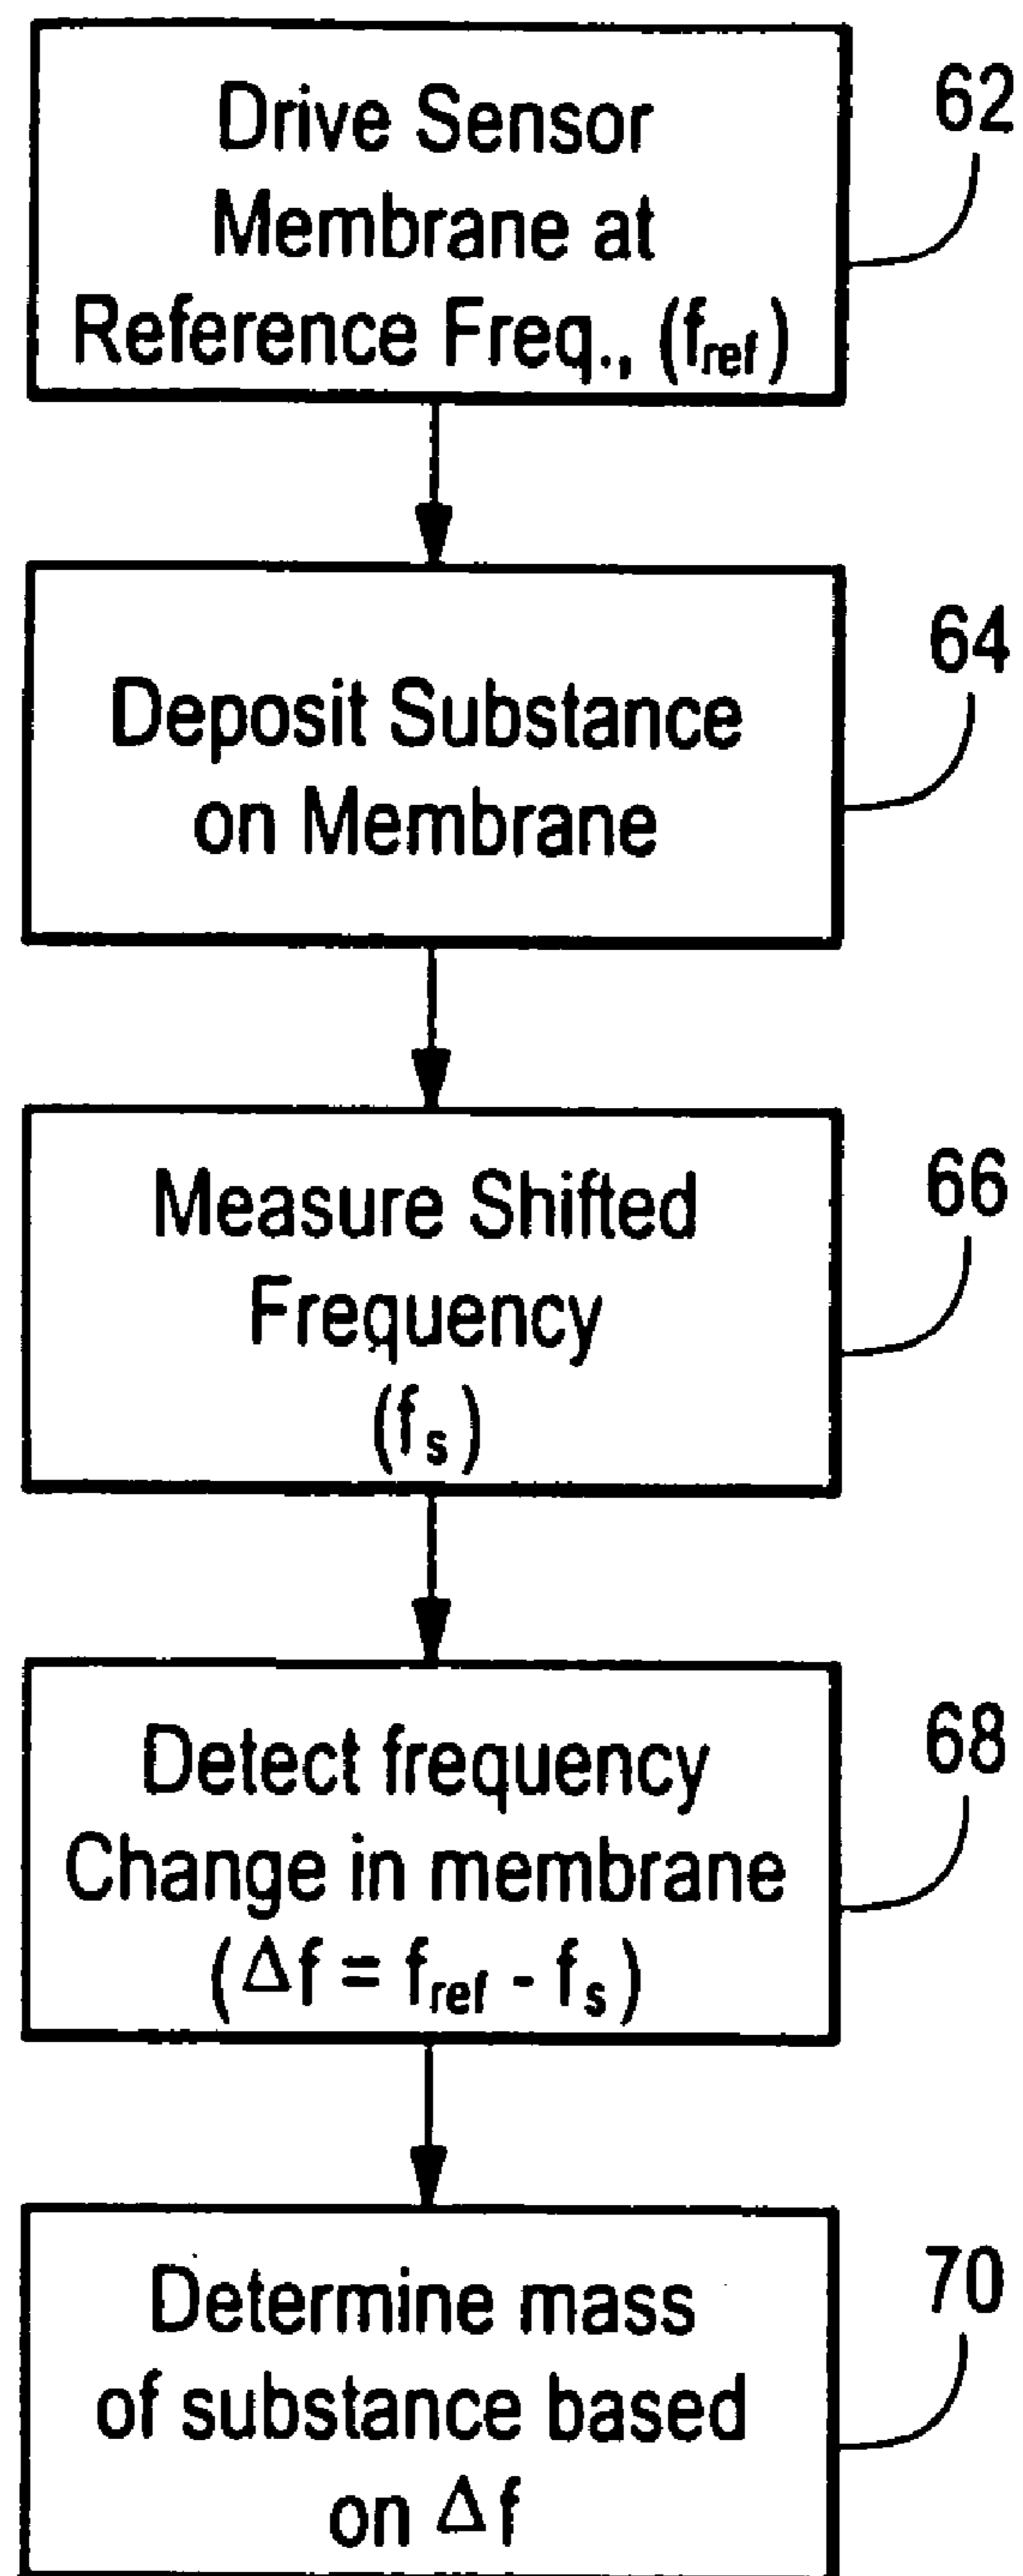 Drive Sensor
Membrane at
Reference Freq., (fref)
62
Deposit Substance
on Membrane
64
Measure Shifted
Frequency
(fs)
66
Detect frequency
Change in membrane
(Δf = fref - fs)
68
Determine mass
of substance based
on Δf
70